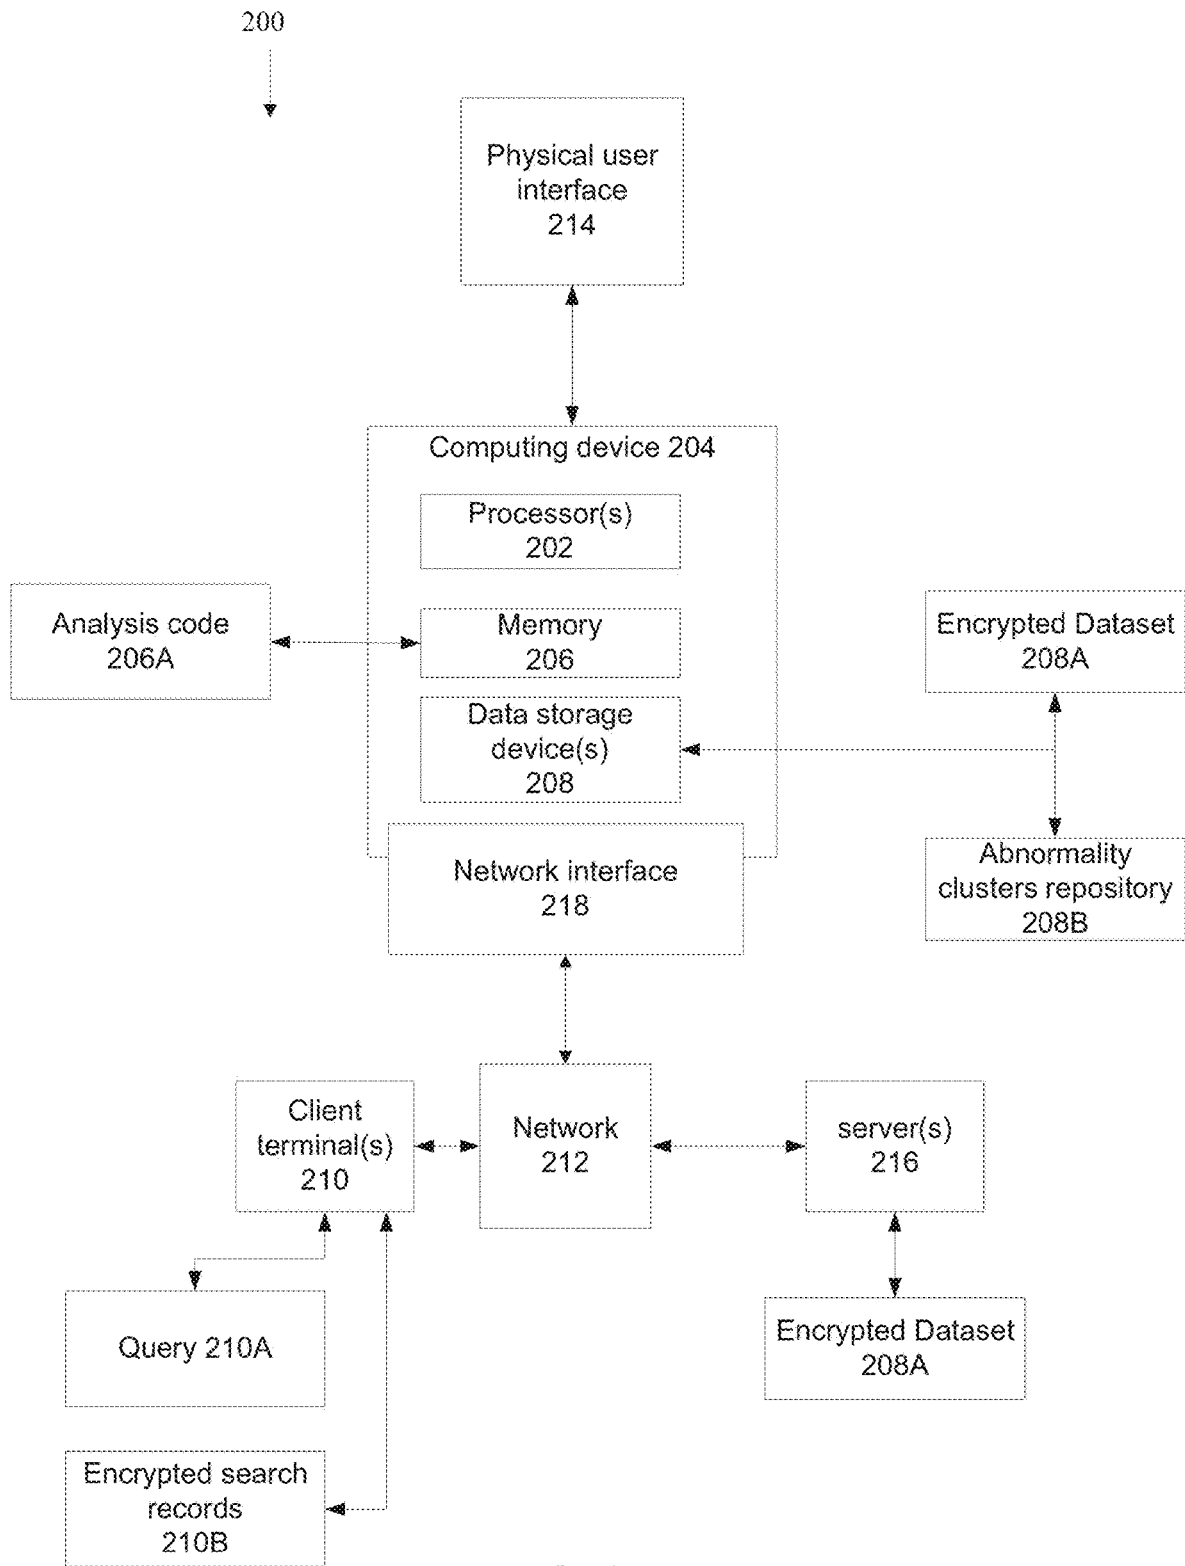 200
Physical user
interface
214
Computing device 204
Processor(s)
202
Analysis code
206A
Memory
206
Encrypted Dataset
208A
Data storage
device(s)
208
Abnormality
clusters repository
208B
Network interface
218
Client
terminal(s)
210
Network
212
server(s)
216
Query 210A
Encrypted Dataset
208A
Encrypted search
records
210B